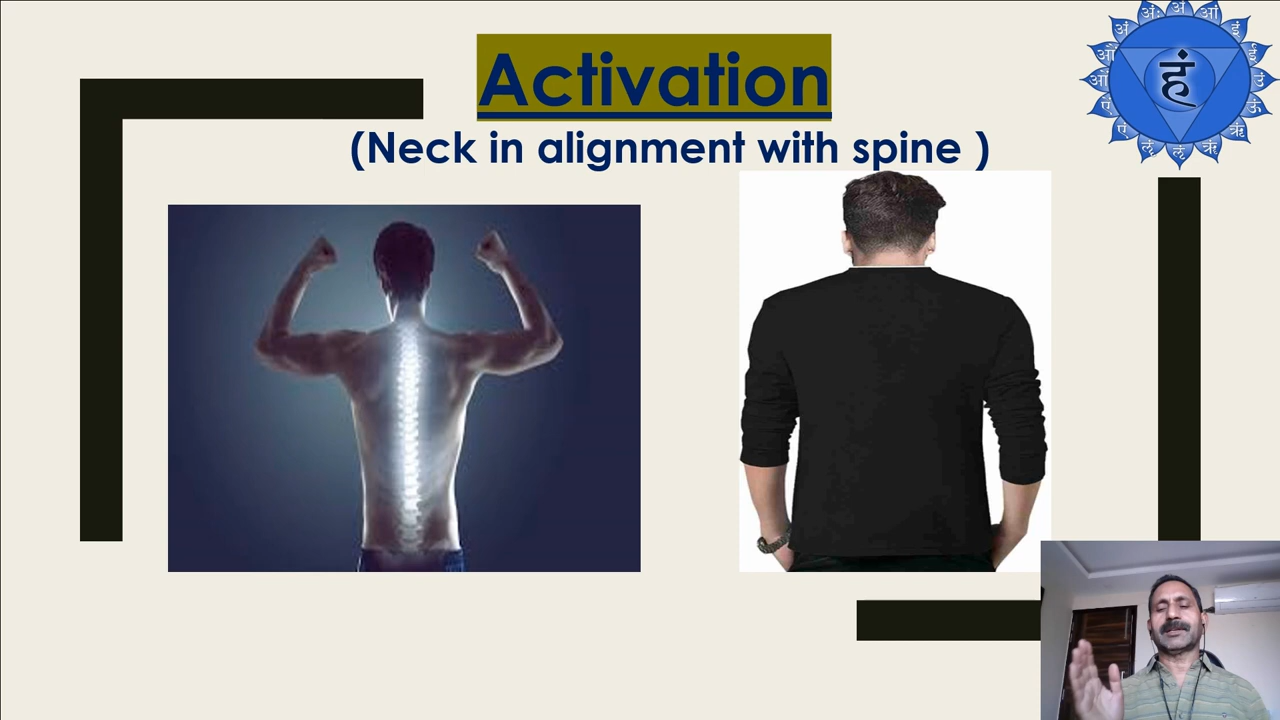 Activation
(Neck in alignment with spine )
अं अः अ आ इ ई उ ऊ ऋ ॠ ऌ ॡ ए ऐ ओ औ
हं